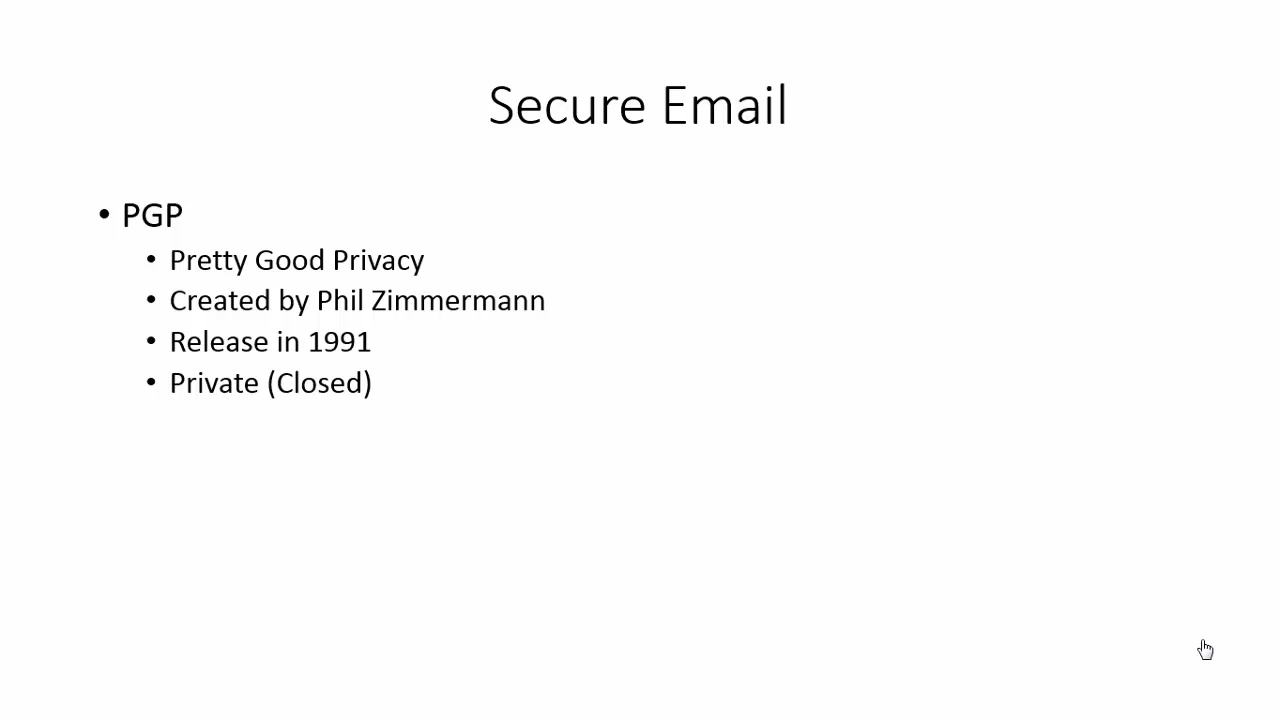 Secure Email
• PGP
• Pretty Good Privacy
• Created by Phil Zimmermann
• Release in 1991
• Private (Closed)